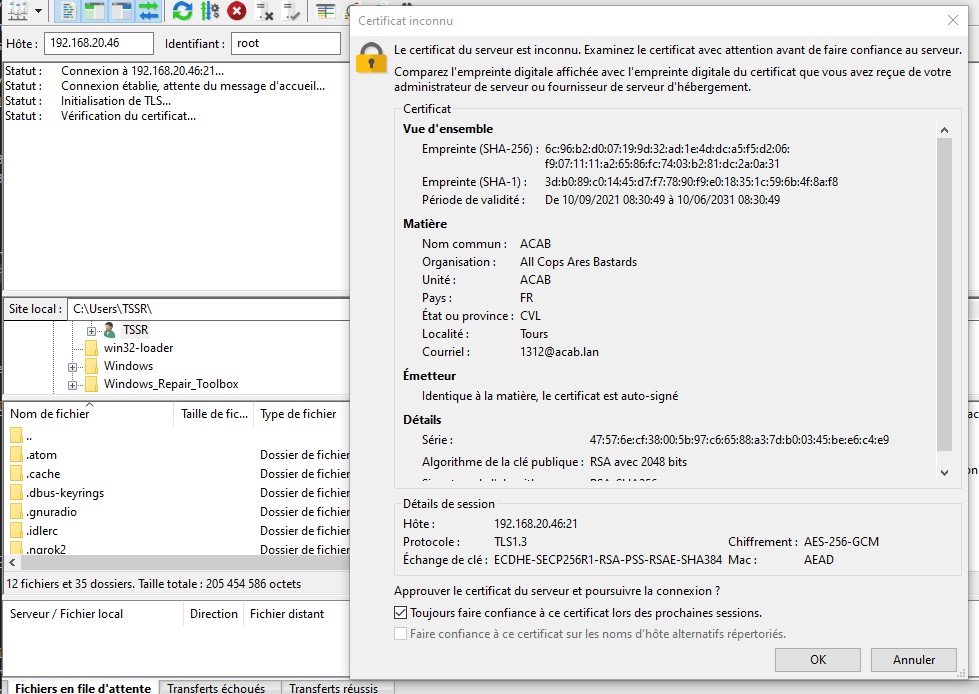 Certificat inconnu
Hôte : 192.168.20.46 Identifiant : root
Statut : Connexion à 192.168.20.46:21...
Statut : Connexion établie, attente du message d'accueil...
Statut : Initialisation de TLS...
Statut : Vérification du certificat...
Site local : C:\Users\TSSR\
TSSR
win32-loader
Windows
Windows_Repair_Toolbox
Nom de fichier Taille de fic... Type de fichier
..
.atom Dossier de fichier
.cache Dossier de fichier
.dbus-keyrings Dossier de fichier
.gnuradio Dossier de fichier
.idlerc Dossier de fichier
.ngrok2 Dossier de fichier
12 fichiers et 35 dossiers. Taille totale : 205 454 586 octets
Serveur / Fichier local Direction Fichier distant
Fichiers en file d'attente Transferts échoués Transferts réussis
Le certificat du serveur est inconnu. Examinez le certificat avec attention avant de faire confiance au serveur.
Comparez l'empreinte digitale affichée avec l'empreinte digitale du certificat que vous avez reçue de votre
administrateur de serveur ou fournisseur de serveur d'hébergement.
Certificat
Vue d'ensemble
Empreinte (SHA-256) : 6c:96:b2:d0:07:19:9d:32:ad:1e:4d:dc:a5:f5:d2:06:
f9:07:11:11:a2:65:86:fc:74:03:b2:81:dc:2a:0a:31
Empreinte (SHA-1) : 3d:b0:89:c0:14:45:d7:f7:78:90:f9:e0:18:35:1c:59:6b:4f:8a:f8
Période de validité : De 10/09/2021 08:30:49 à 10/06/2031 08:30:49
Matière
Nom commun : ACAB
Organisation : All Cops Ares Bastards
Unité : ACAB
Pays : FR
État ou province : CVL
Localité : Tours
Courriel : 1312@acab.lan
Émetteur
Identique à la matière, le certificat est auto-signé
Détails
Série : 47:57:6e:cf:38:00:5b:97:c6:65:88:a3:7d:b0:03:45:be:e6:c4:e9
Algorithme de la clé publique : RSA avec 2048 bits
Détails de session
Hôte : 192.168.20.46:21
Protocole : TLS1.3 Chiffrement : AES-256-GCM
Échange de clé : ECDHE-SECP256R1-RSA-PSS-RSAE-SHA384 Mac : AEAD
Approuver le certificat du serveur et poursuivre la connexion ?
Toujours faire confiance à ce certificat lors des prochaines sessions.
Faire confiance à ce certificat sur les noms d'hôte alternatifs répertoriés.
OK Annuler